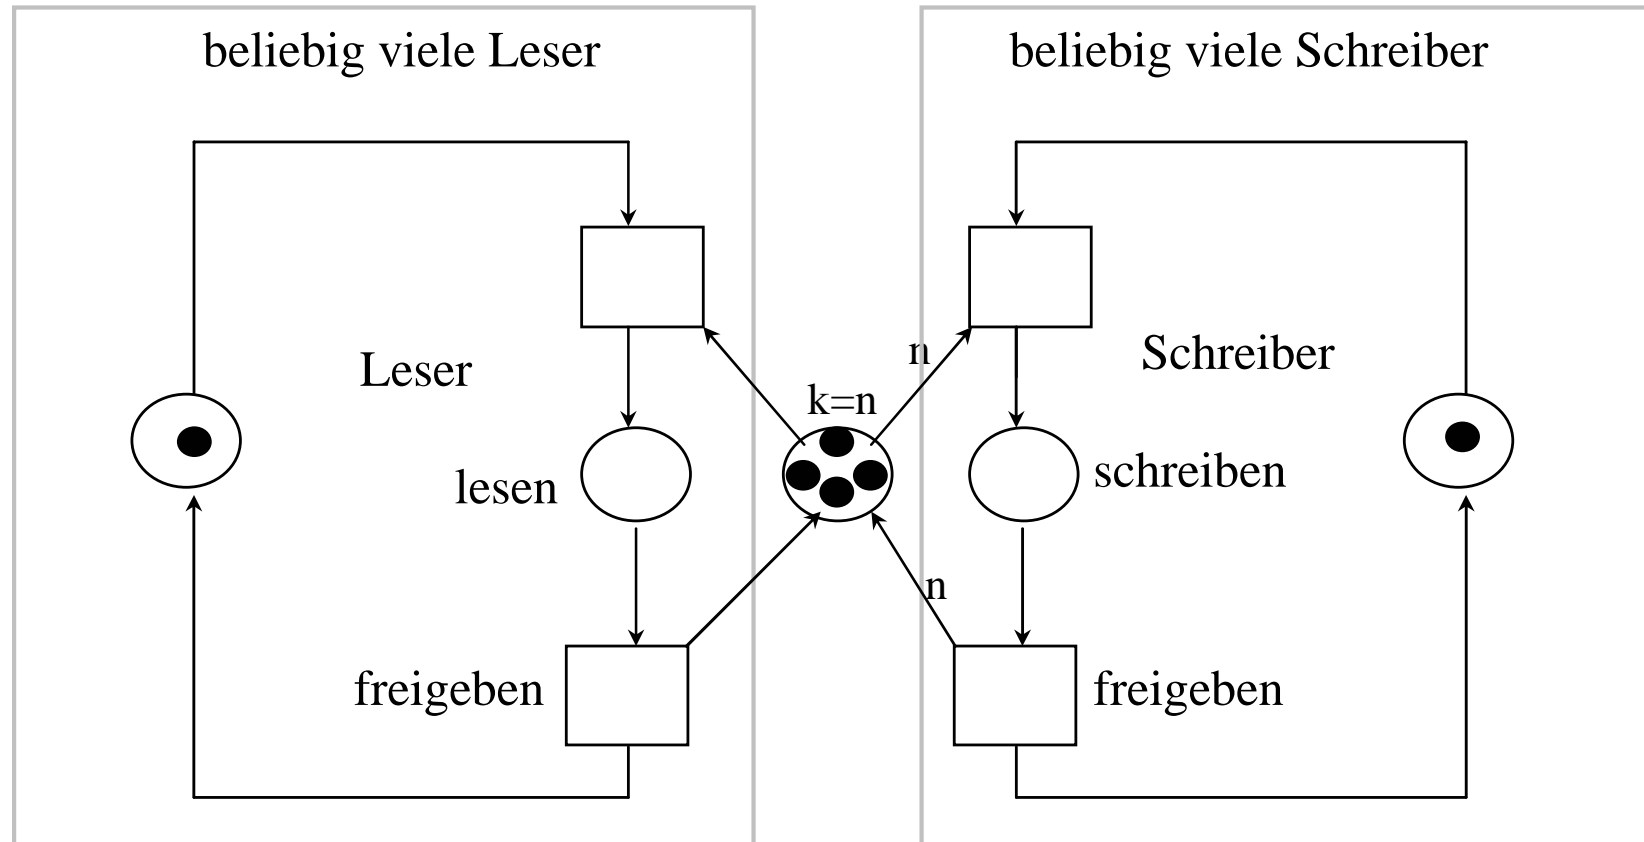 beliebig viele Leser
beliebig viele Schreiber
Leser
n
Schreiber
k=n
lesen
schreiben
n
freigeben
freigeben